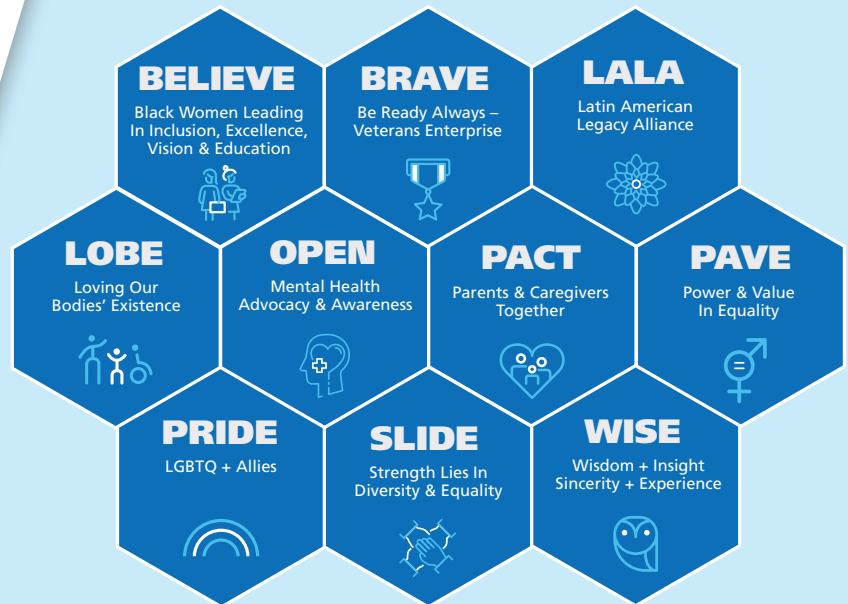 BELIEVE
Black Women Leading
In Inclusion, Excellence,
Vision & Education
BRAVE
Be Ready Always –
Veterans Enterprise
LALA
Latin American
Legacy Alliance
LOBE
Loving Our
Bodies’ Existence
OPEN
Mental Health
Advocacy & Awareness
PACT
Parents & Caregivers
Together
PAVE
Power & Value
In Equality
PRIDE
LGBTQ + Allies
SLIDE
Strength Lies In
Diversity & Equality
WISE
Wisdom + Insight
Sincerity + Experience